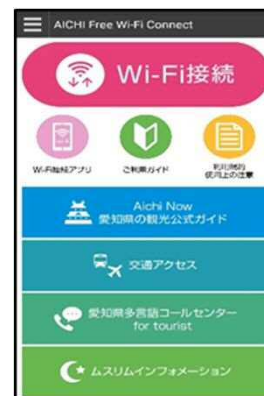 AICHI Free Wi-Fi Connect
Wi-Fi接続
Wi-Fi接続アプリ
ご利用ガイド
利用規約
使用上の注意
Aichi Now
愛知県の観光公式ガイド
交通アクセス
愛知県多言語コールセンター
for tourist
ムスリムインフォメーション